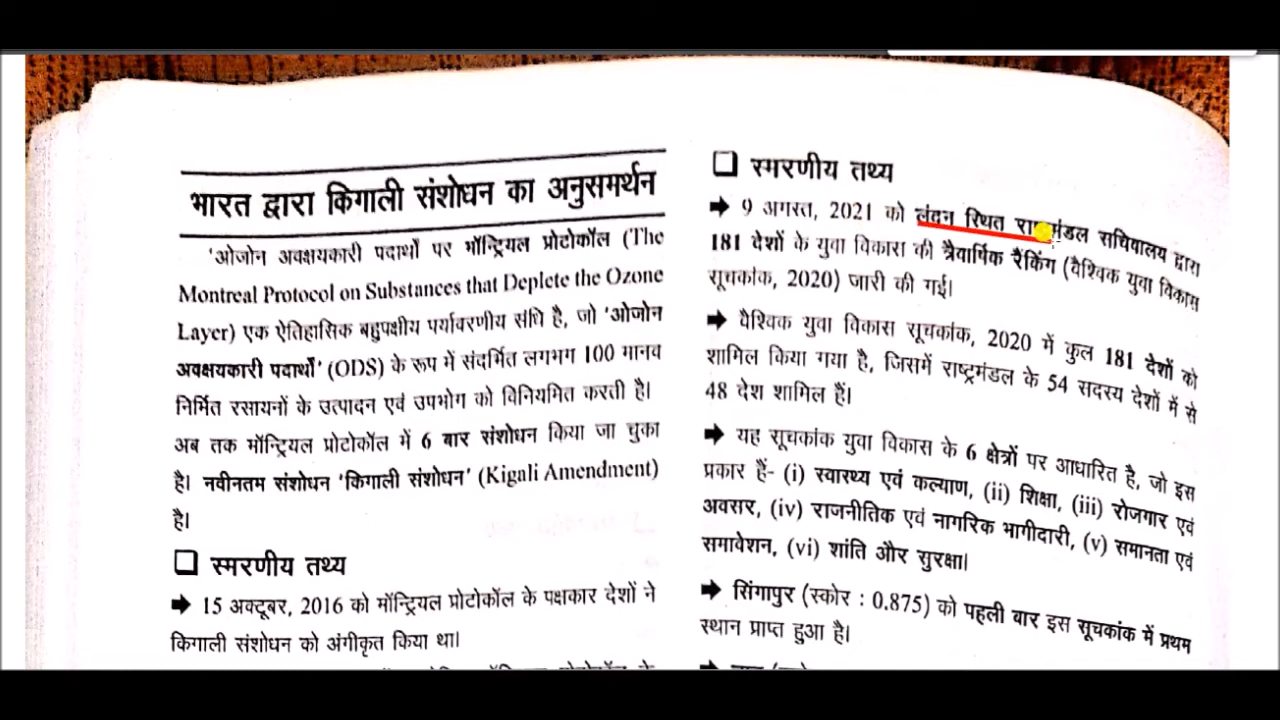 भारत द्वारा किगाली संशोधन का अनुसमर्थन
'ओजोन अवक्षयकारी पदार्थों पर मॉन्ट्रियल प्रोटोकॉल (The
Montreal Protocol on Substances that Deplete the Ozone
Layer) एक ऐतिहासिक बहुपक्षीय पर्यावरणीय संधि है, जो 'ओजोन
अवक्षयकारी पदार्थों' (ODS) के रूप में संदर्भित लगभग 100 मानव
निर्मित रसायनों के उत्पादन एवं उपभोग को विनियमित करती है।
अब तक मॉन्ट्रियल प्रोटोकॉल में 6 बार संशोधन किया जा चुका
है। नवीनतम संशोधन 'किगाली संशोधन' (Kigali Amendment)
है।
स्मरणीय तथ्य
➡ 15 अक्टूबर, 2016 को मॉन्ट्रियल प्रोटोकॉल के पक्षकार देशों ने
किगाली संशोधन को अंगीकृत किया था।
स्मरणीय तथ्य
➡ 9 अगस्त, 2021 को लंदन स्थित राष्ट्रमंडल सचिवालय द्वारा
181 देशों के युवा विकास की त्रैवार्षिक रैंकिंग (वैश्विक युवा विकास
सूचकांक, 2020) जारी की गई।
➡ वैश्विक युवा विकास सूचकांक, 2020 में कुल 181 देशों को
शामिल किया गया है, जिसमें राष्ट्रमंडल के 54 सदस्य देशों में से
48 देश शामिल हैं।
➡ यह सूचकांक युवा विकास के 6 क्षेत्रों पर आधारित है, जो इस
प्रकार हैं- (i) स्वास्थ्य एवं कल्याण, (ii) शिक्षा, (iii) रोजगार एवं
अवसर, (iv) राजनीतिक एवं नागरिक भागीदारी, (v) समानता एवं
समावेशन, (vi) शांति और सुरक्षा।
➡ सिंगापुर (स्कोर : 0.875) को पहली बार इस सूचकांक में प्रथम
स्थान प्राप्त हुआ है।